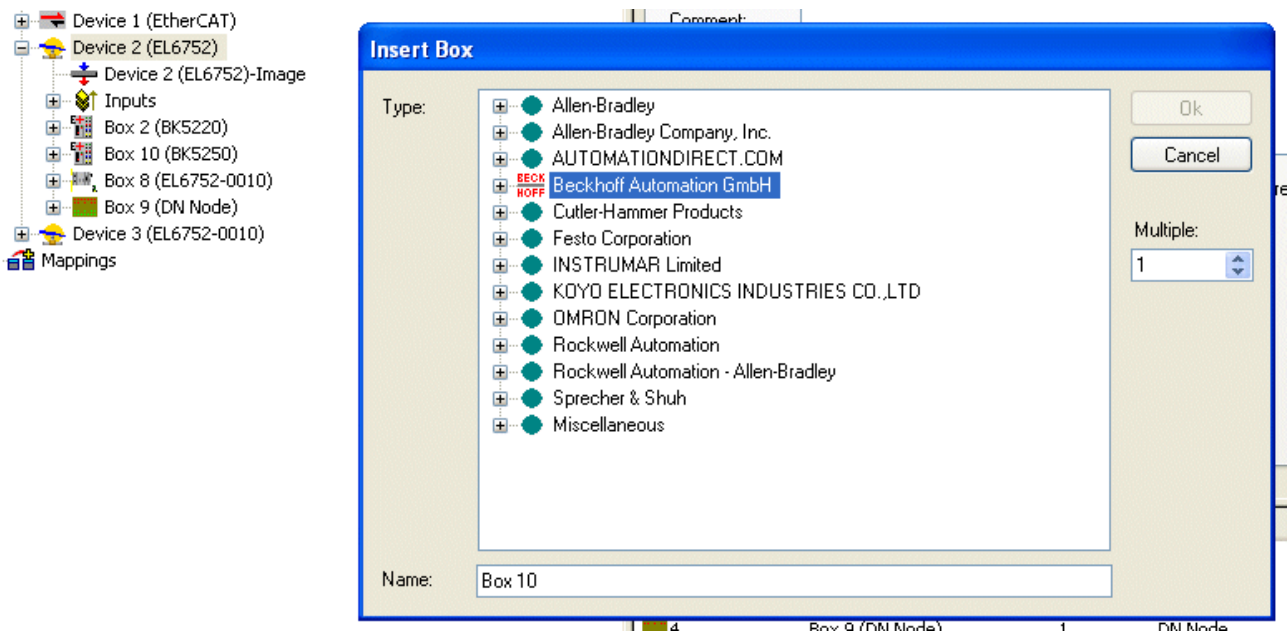 Device 1 (EtherCAT)
Device 2 (EL6752)
Device 2 (EL6752)-Image
Inputs
Box 2 (BK5220)
Box 10 (BK5250)
Box 8 (EL6752-0010)
Box 9 (DN Node)
Device 3 (EL6752-0010)
Mappings
Comment:
Insert Box
Type:
Allen-Bradley
Allen-Bradley Company, Inc.
AUTOMATIONDIRECT.COM
BECK
HOFF
Beckhoff Automation GmbH
Cutler-Hammer Products
Festo Corporation
INSTRUMAR Limited
KOYO ELECTRONICS INDUSTRIES CO.,LTD
OMRON Corporation
Rockwell Automation
Rockwell Automation - Allen-Bradley
Sprecher & Shuh
Miscellaneous
Ok
Cancel
re
Multiple:
1
Name:
Box 10
4 Box 9 (DN Node) 1 DN Node